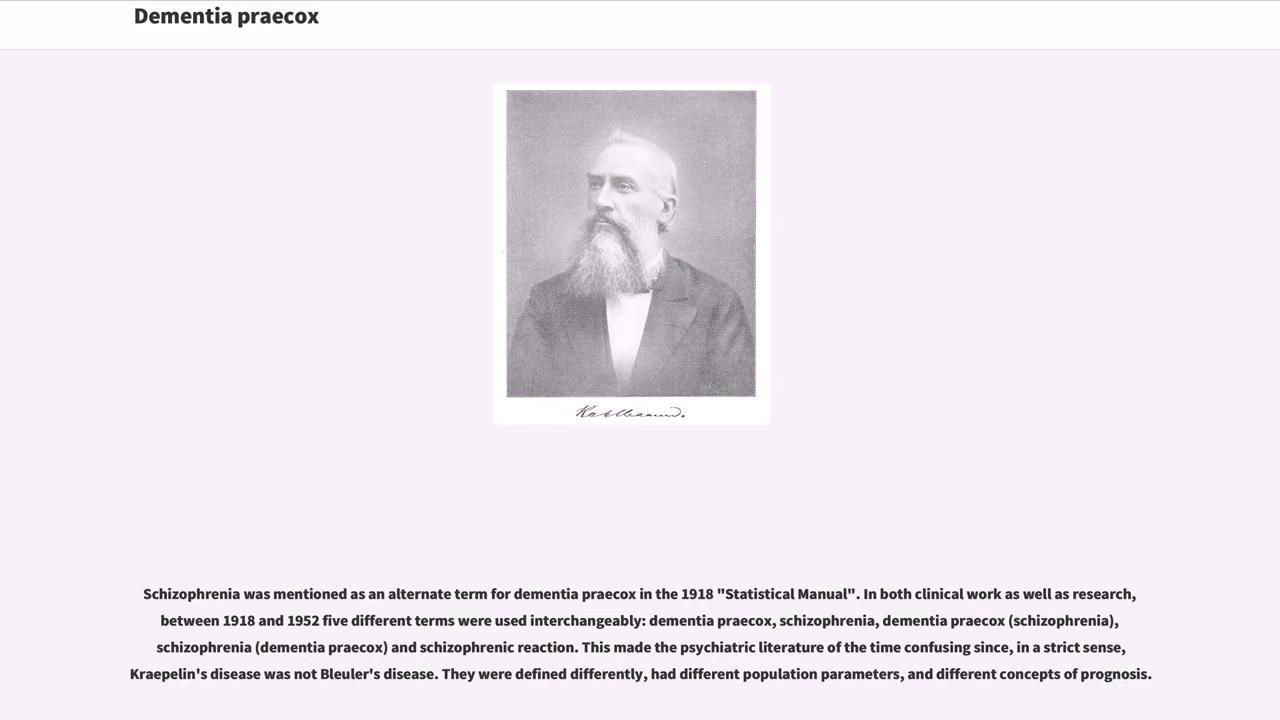 Dementia praecox
Kahlbaum.
Schizophrenia was mentioned as an alternate term for dementia praecox in the 1918 "Statistical Manual". In both clinical work as well as research,
between 1918 and 1952 five different terms were used interchangeably: dementia praecox, schizophrenia, dementia praecox (schizophrenia),
schizophrenia (dementia praecox) and schizophrenic reaction. This made the psychiatric literature of the time confusing since, in a strict sense,
Kraepelin's disease was not Bleuler's disease. They were defined differently, had different population parameters, and different concepts of prognosis.